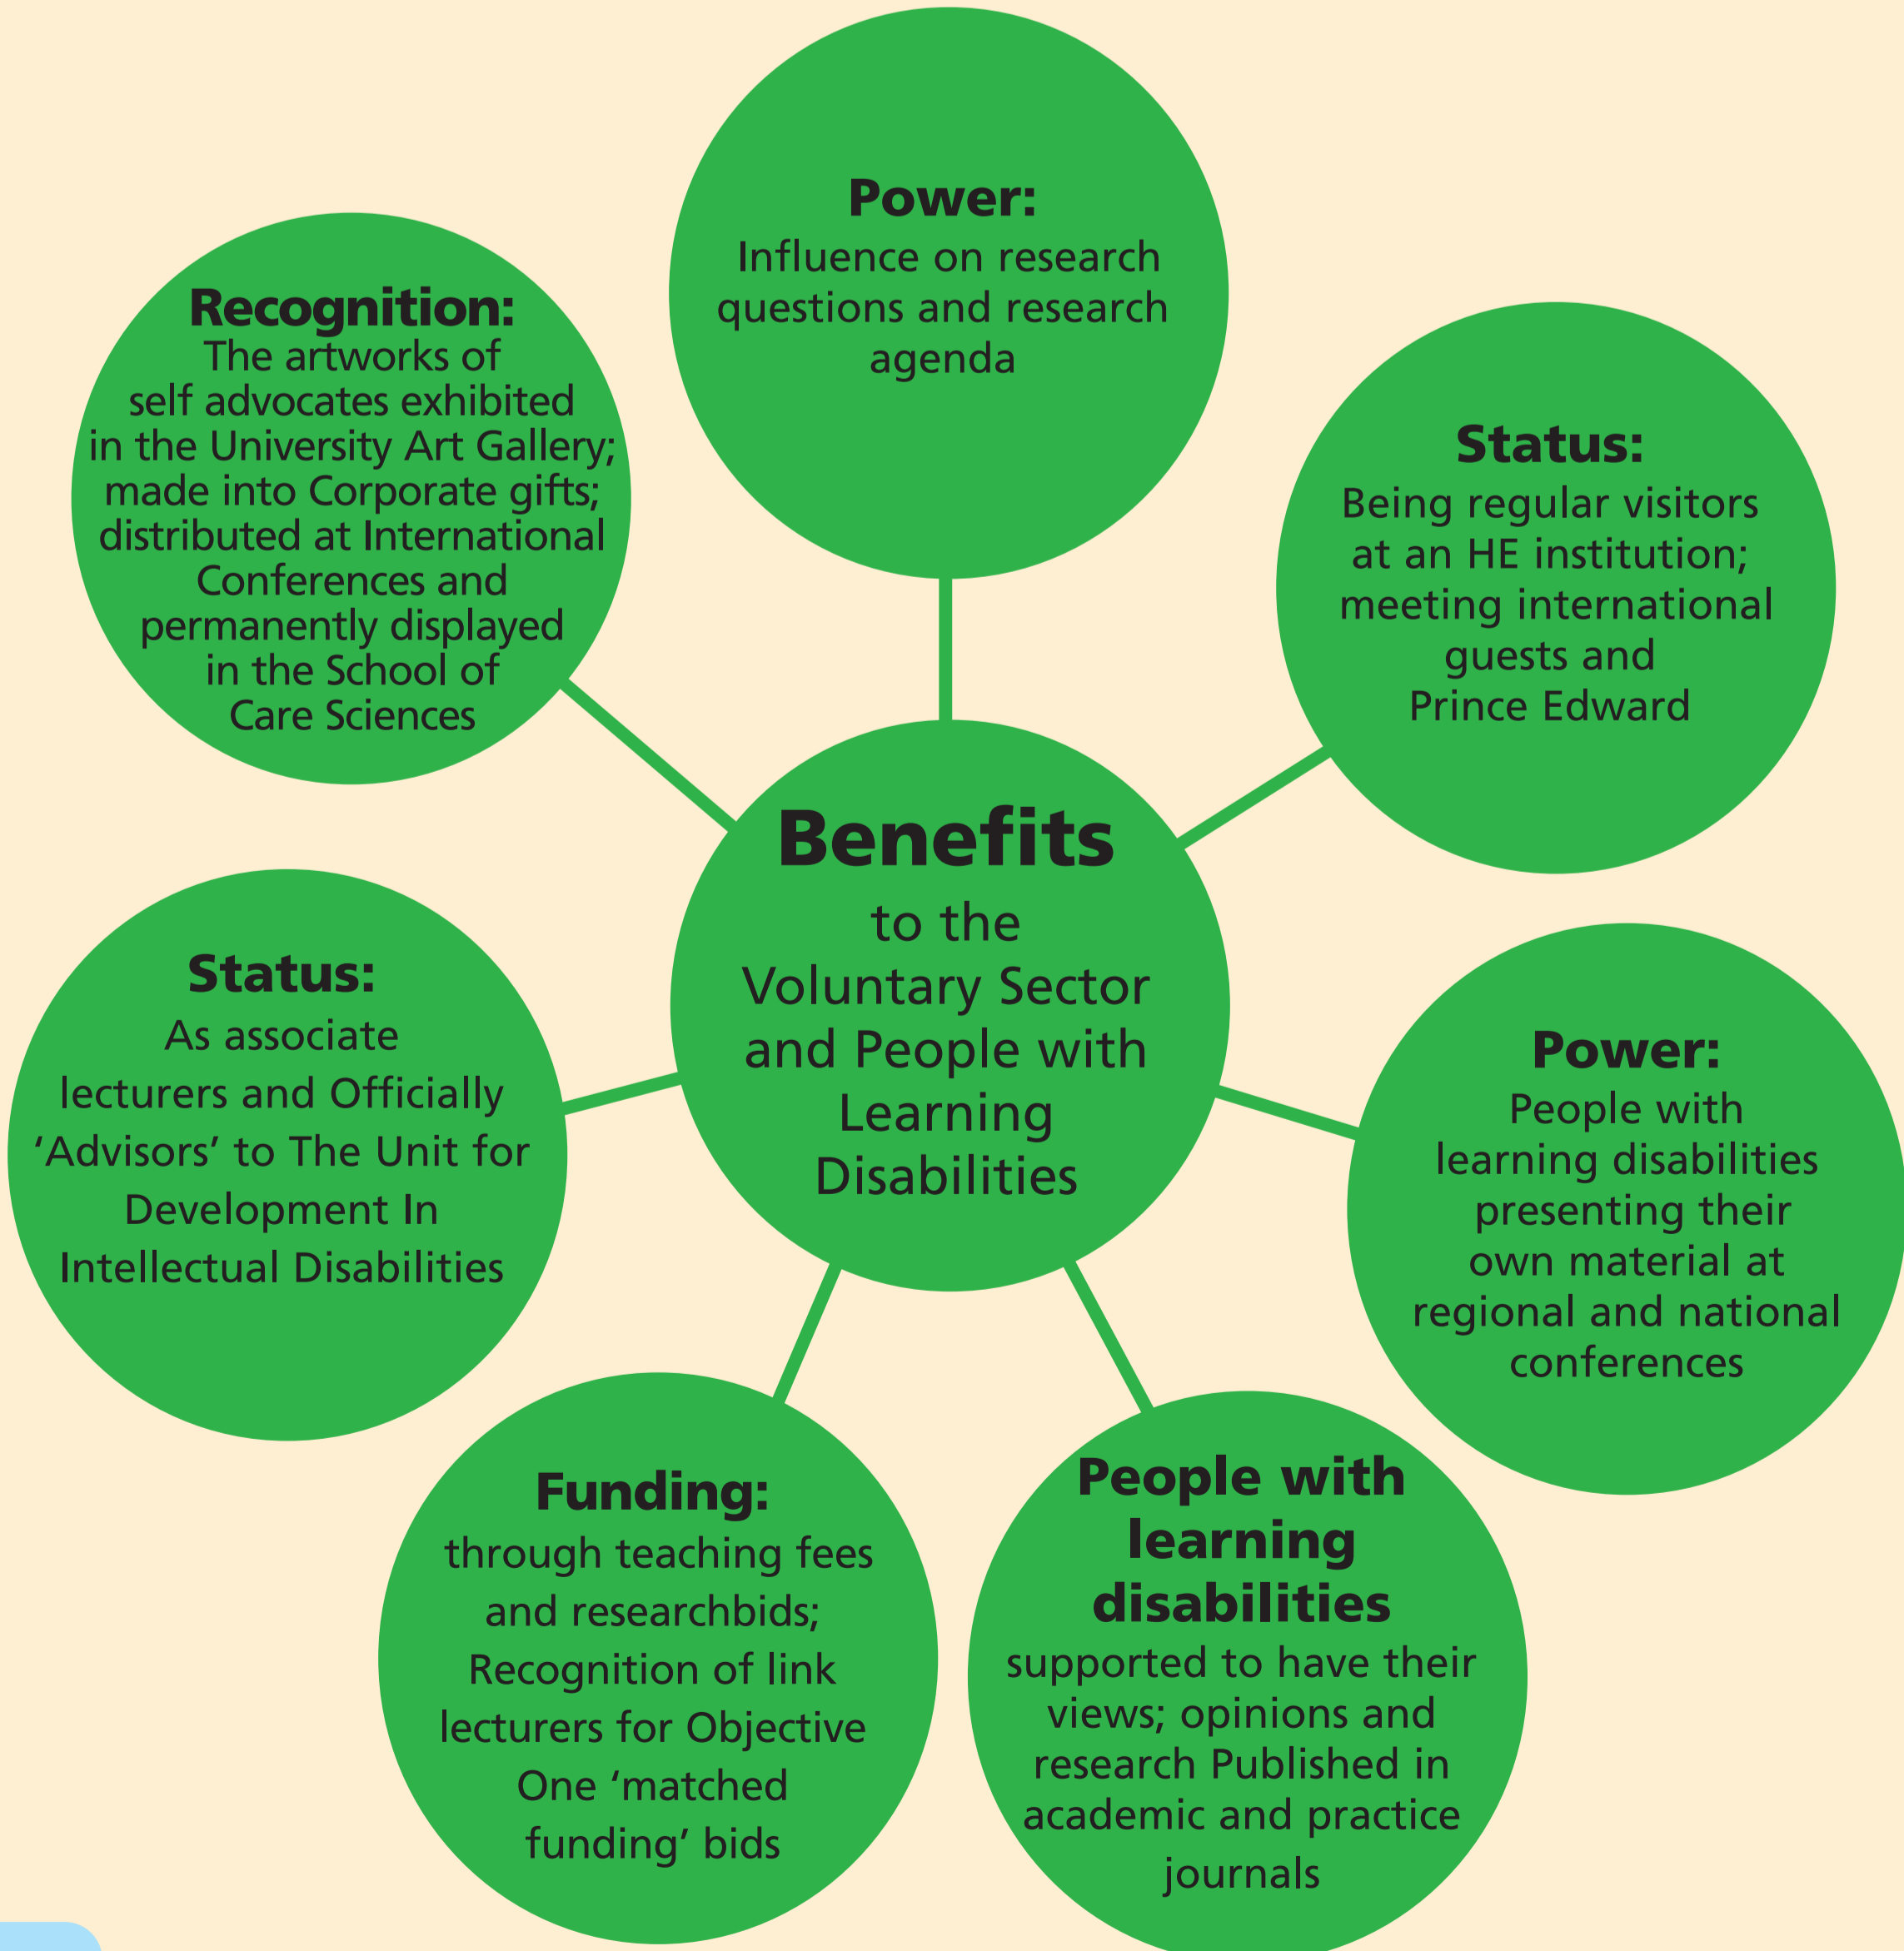 Power:
Influence on research
questions and research
agenda
Recognition:
The artworks of
self advocates exhibited
in the University Art Gallery;
made into Corporate gifts;
distributed at International
Conferences and
permanently displayed
in the School of
Care Sciences
Status:
Being regular visitors
at an HE institution;
meeting international
guests and
Prince Edward
Benefits
to the
Voluntary Sector
and People with
Learning
Disabilities
Status:
As associate
lecturers and Officially
‘Advisors’ to The Unit for
Development In
Intellectual Disabilities
Power:
People with
learning disabilities
presenting their
own material at
regional and national
conferences
Funding:
through teaching fees
and researchbids;
Recognition of link
lecturers for Objective
One ‘matched
funding’ bids
People with
learning
disabilities
supported to have their
views; opinions and
research Published in
academic and practice
journals